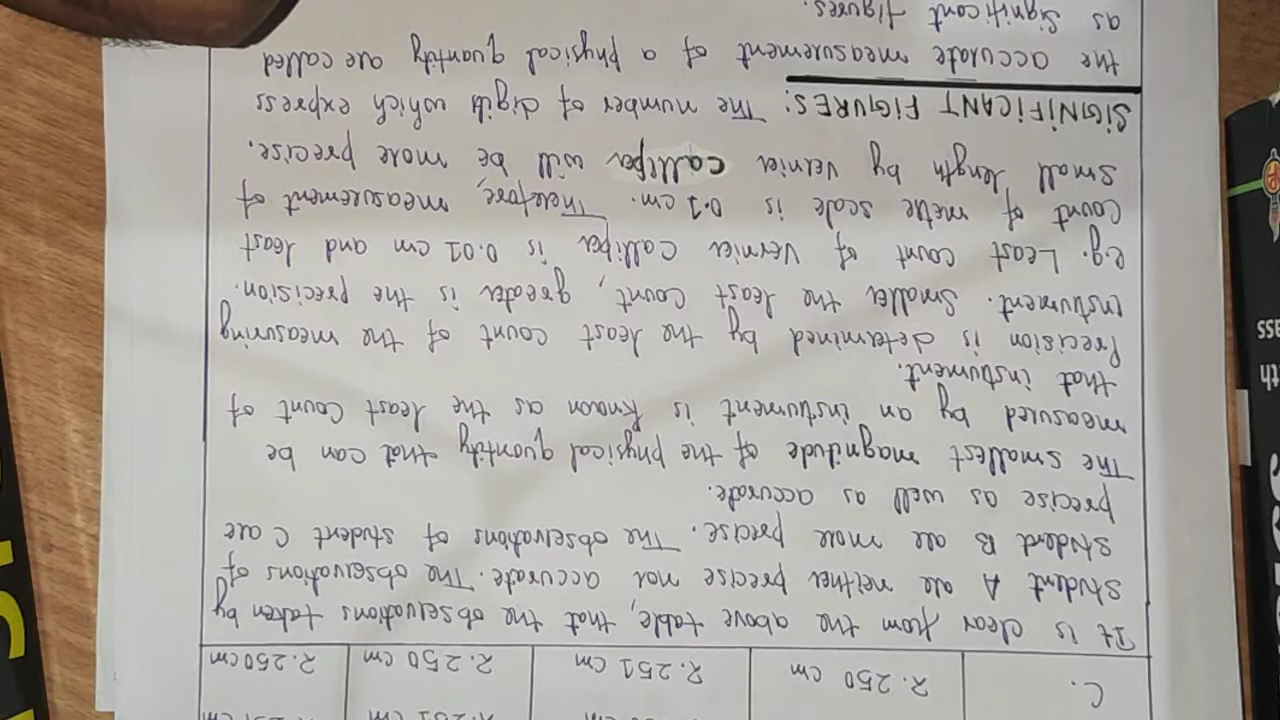 C. 2.250 cm 2.251 cm 2.250 cm 2.250cm
It is clear from the above table, that the observations taken by
Student A are neither precise nor accurate. The observations of
Student B are more precise. The observations of student C are
precise as well as accurate.
The smallest magnitude of the physical quantity that can be
measured by an instrument is known as the least count of
that instrument.
Precision is determined by the least count of the measuring
instrument. Smaller the least count, greater is the precision.
e.g. Least count of vernier calliper is 0.01 cm and least
count of metre scale is 0.1 cm. Therefore, measurement of
small length by vernier calliper will be more precise.
SIGNIFICANT FIGURES: The number of digits which express
the accurate measurement of a physical quantity are called
as significant figures.